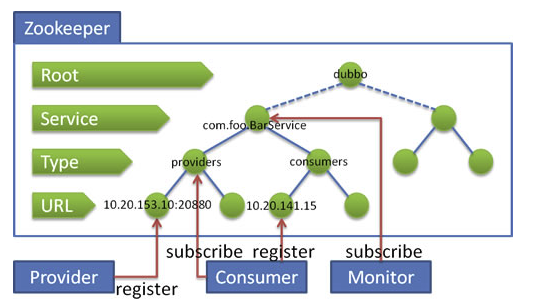 Zookeeper
Root
dubbo
Service
com.foo.BarService
Type
providers
consumers
URL
10.20.153.10:20880
10.20.141.15
subscribe
register
subscribe
Provider
Consumer
Monitor
register